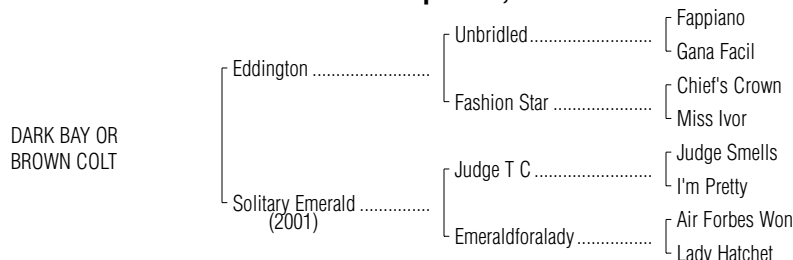 Fappiano
Unbridled..................
Gana Facil
Eddington .........................
Chief's Crown
Fashion Star ....................
Miss Ivor
DARK BAY OR
BROWN COLT
Judge Smells
Judge T C ........................
I'm Pretty
Solitary Emerald ...............
(2001)
Air Forbes Won
Emeraldforalady................
Lady Hatchet